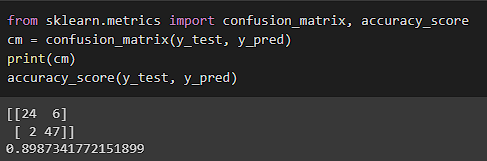 from sklearn.metrics import confusion_matrix, accuracy_score
cm = confusion_matrix(y_test, y_pred)
print(cm)
accuracy_score(y_test, y_pred)
[[24  6]
 [ 2 47]]
0.8987341772151899